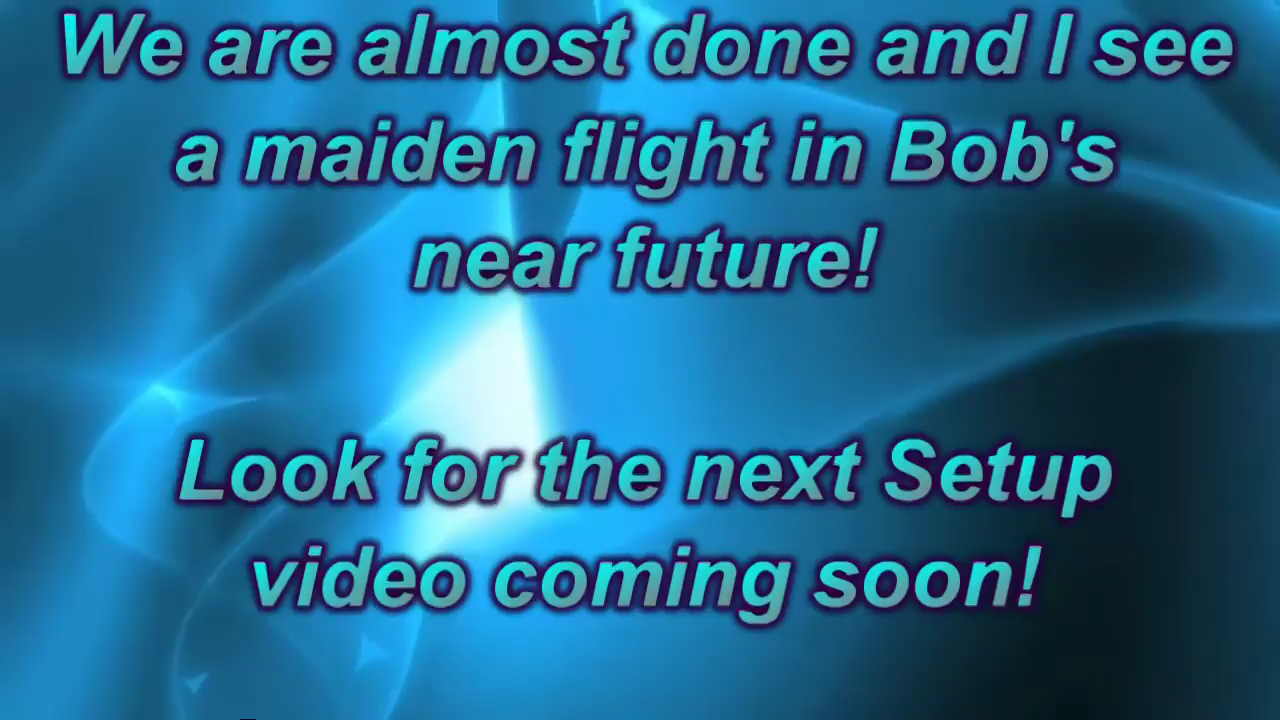 We are almost done and I see
a maiden flight in Bob's
near future!
Look for the next Setup
video coming soon!